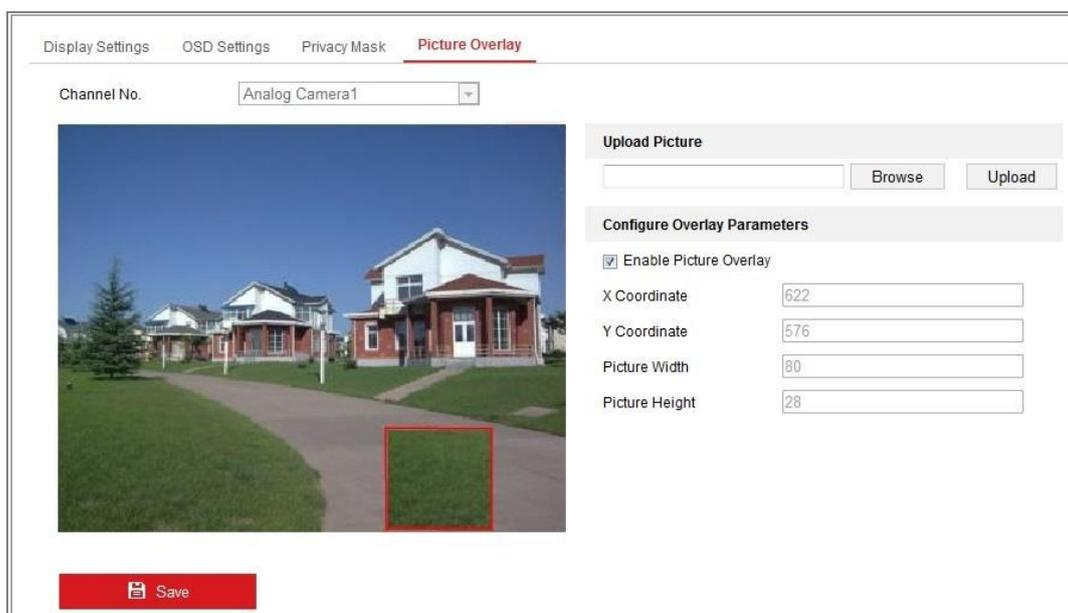 Display Settings OSD Settings Privacy Mask Picture Overlay
Channel No. Analog Camera1
Upload Picture
Browse Upload
Configure Overlay Parameters
Enable Picture Overlay
X Coordinate 622
Y Coordinate 576
Picture Width 80
Picture Height 28
Save